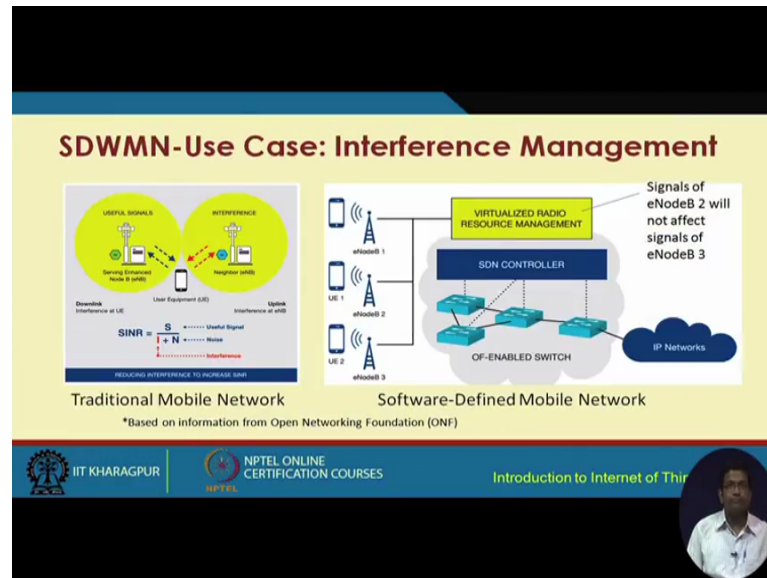 SDWMN-Use Case: Interference Management
USEFUL SIGNALS
INTERFERENCE
Serving Enhanced
Node B (eNB)
Neighbor (eNB)
User Equipment (UE)
Downlink
Interference at UE
Uplink
Interference at eNB
SINR = S / I + N
Useful Signal
Noise
Interference
REDUCING INTERFERENCE TO INCREASE SINR
Traditional Mobile Network
eNodeB 1
UE 1
eNodeB 2
UE 2
eNodeB 3
VIRTUALIZED RADIO
RESOURCE MANAGEMENT
SDN CONTROLLER
OF-ENABLED SWITCH
IP Networks
Signals of
eNodeB 2 will
not affect
signals of
eNodeB 3
Software-Defined Mobile Network
*Based on information from Open Networking Foundation (ONF)
IIT KHARAGPUR
NPTEL
NPTEL ONLINE
CERTIFICATION COURSES
Introduction to Internet of Thin